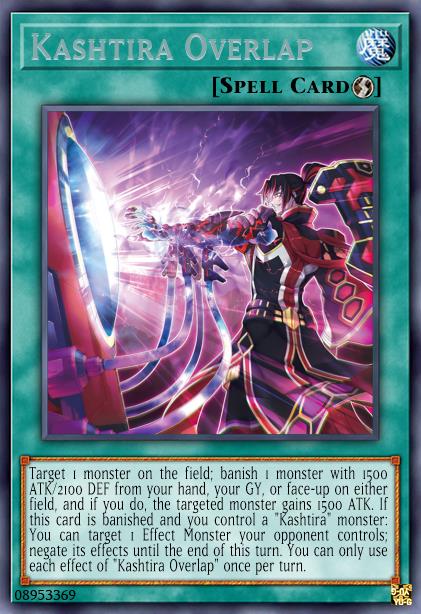 Kashtira Overlap
魔
[Spell Card]
Target 1 monster on the field; banish 1 monster with 1500
ATK/2100 DEF from your hand, your GY, or face-up on either
field, and if you do, the targeted monster gains 1500 ATK. If
this card is banished and you control a "Kashtira" monster:
You can target 1 Effect Monster your opponent controls;
negate its effects until the end of this turn. You can only use
each effect of "Kashtira Overlap" once per turn.
08953369